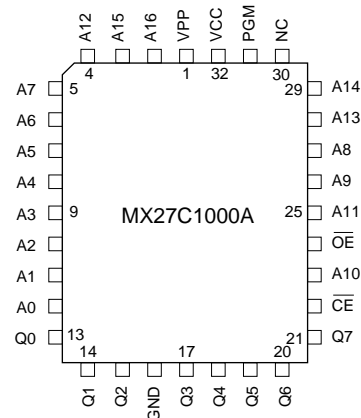 A12 A15 A16 VPP VCC PGM NC
4 1 32 30
A7 5 29 A14
A6 A13
A5 A8
A4 A9
A3 9 MX27C1000A 25 A11
A2 OE
A1 A10
A0 CE
Q0 13 21 Q7
14 17 20
Q1 Q2 GND Q3 Q4 Q5 Q6